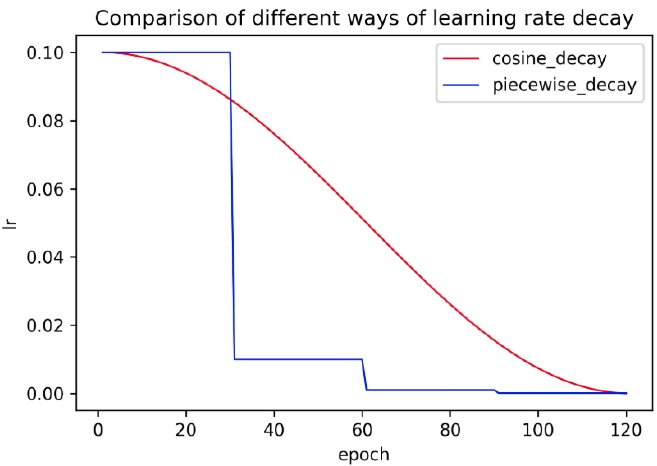 Comparison of different ways of learning rate decay
cosine_decay
piecewise_decay
0.10
0.08
0.06
0.04
0.02
0.00
lr
0 20 40 60 80 100 120
epoch